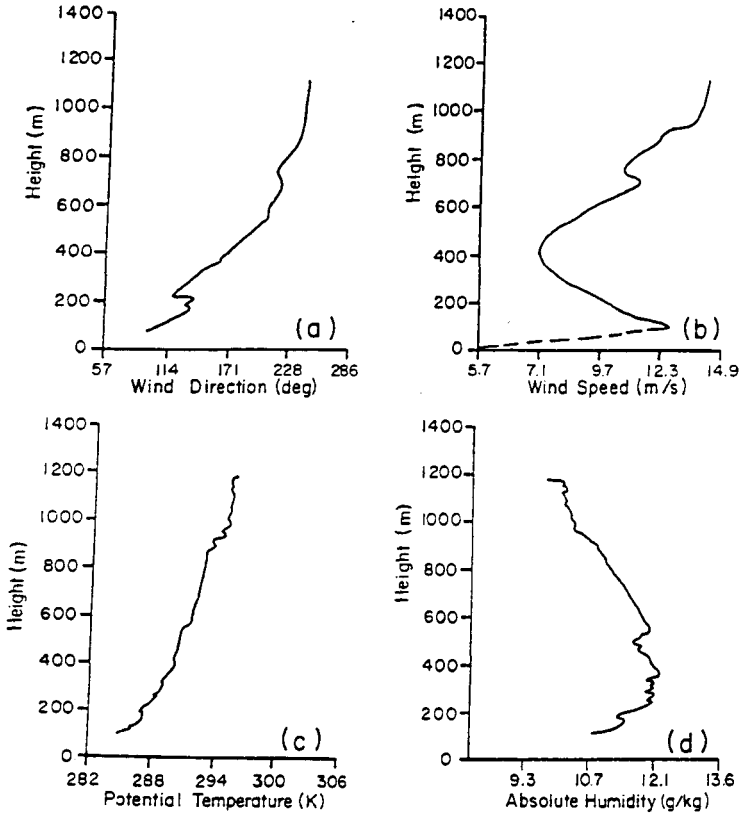 1400
1200
1000
800
600
400
200
0
Height (m)
(a)
57 114 171 228 286
Wind Direction (deg)
1400
1200
1000
800
600
400
200
0
Height (m)
(b)
5.7 7.1 9.7 12.3 14.9
Wind Speed (m/s)
1400
1200
1000
800
600
400
200
0
Height (m)
(c)
282 288 294 300 306
Potential Temperature (K)
1400
1200
1000
800
600
400
200
0
Height (m)
(d)
9.3 10.7 12.1 13.6
Absolute Humidity (g/kg)